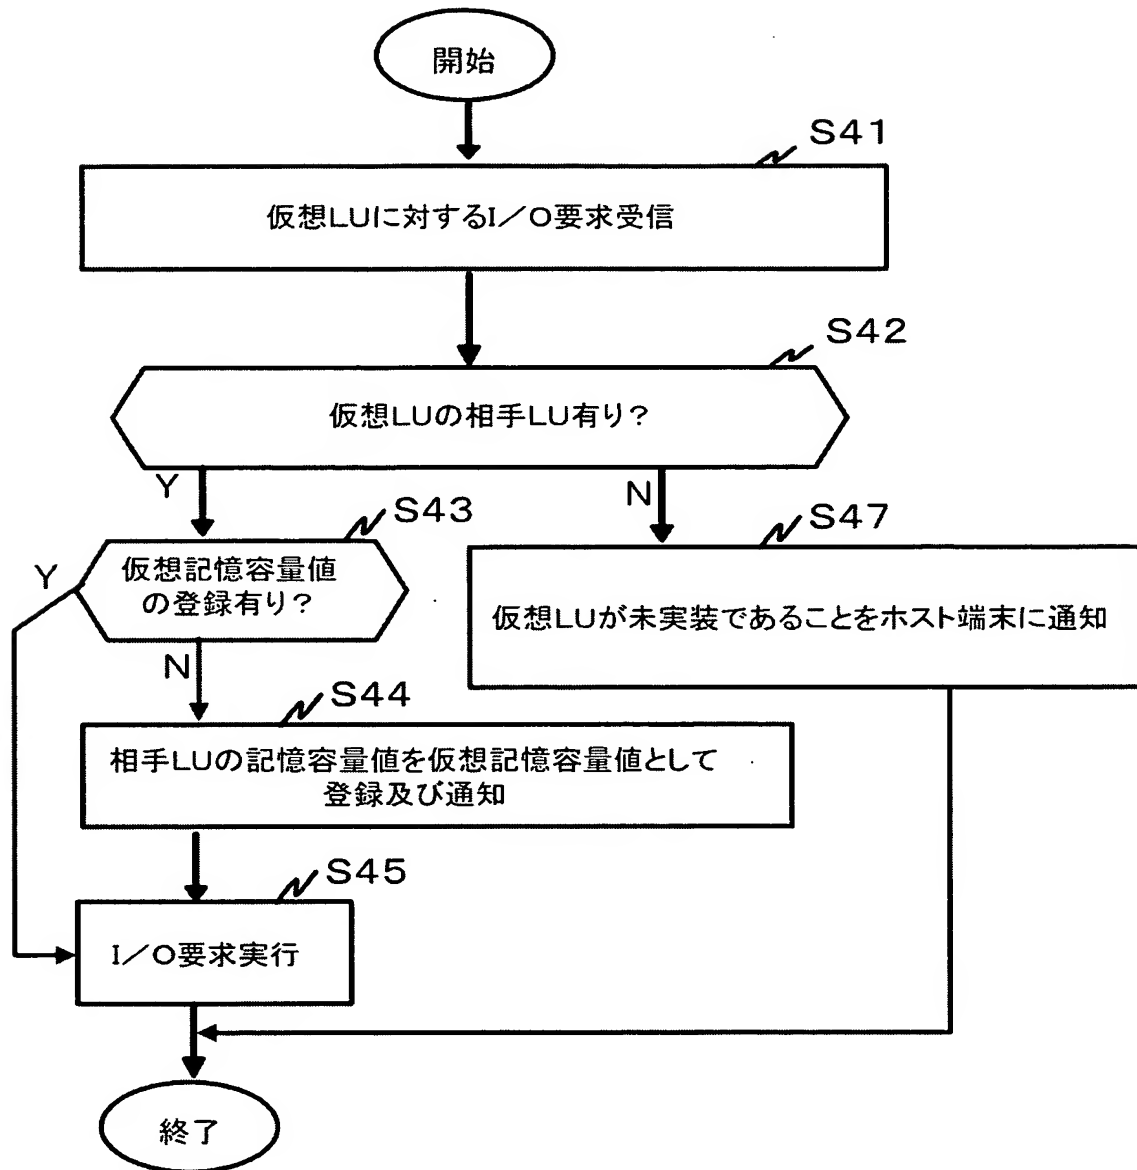 開始
S41
仮想LUに対するI／O要求受信
S42
仮想LUの相手LU有り？
Y
N
S43
S47
Y
仮想記憶容量値
の登録有り？
仮想LUが未実装であることをホスト端末に通知
N
S44
相手LUの記憶容量値を仮想記憶容量値として
登録及び通知
S45
I／O要求実行
終了